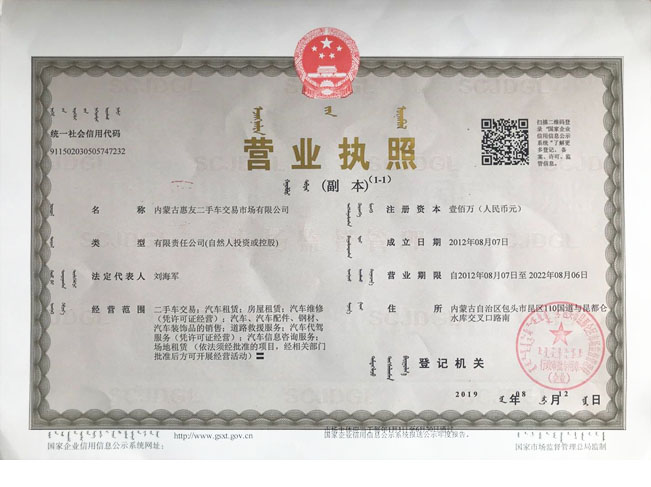 统一社会信用代码
911502030505747232
扫描二维码登
录“国家企业
信用信息公示
系统”了解更
多登记、备
案、许可、监
管信息。
营业执照
(副 本)(1-1)
名 称 内蒙古惠友二手车交易市场有限公司
类 型 有限责任公司(自然人投资或控股)
法定代表人 刘海军
经营范围 二手车交易；汽车租赁；房屋租赁；汽车维修
（凭许可证经营）；汽车、汽车配件、钢材、
汽车装饰品的销售；道路救援服务；汽车代驾
服务（凭许可证经营）；汽车信息咨询服务；
场地租赁 （依法须经批准的项目，经相关部门
批准后方可开展经营活动）
注册资本 壹佰万（人民币元）
成立日期 2012年08月07日
营业期限 自2012年08月07日至 2022年08月06日
住 所 内蒙古自治区包头市昆区110国道与昆都仑
水库交叉口路南
登记机关
2019 年 08 月 12 日
http://www.gsxt.gov.cn
国家企业信用信息公示系统网址：
国家企业信用信息公示系统报送公示年度报告。
国家市场监督管理总局监制